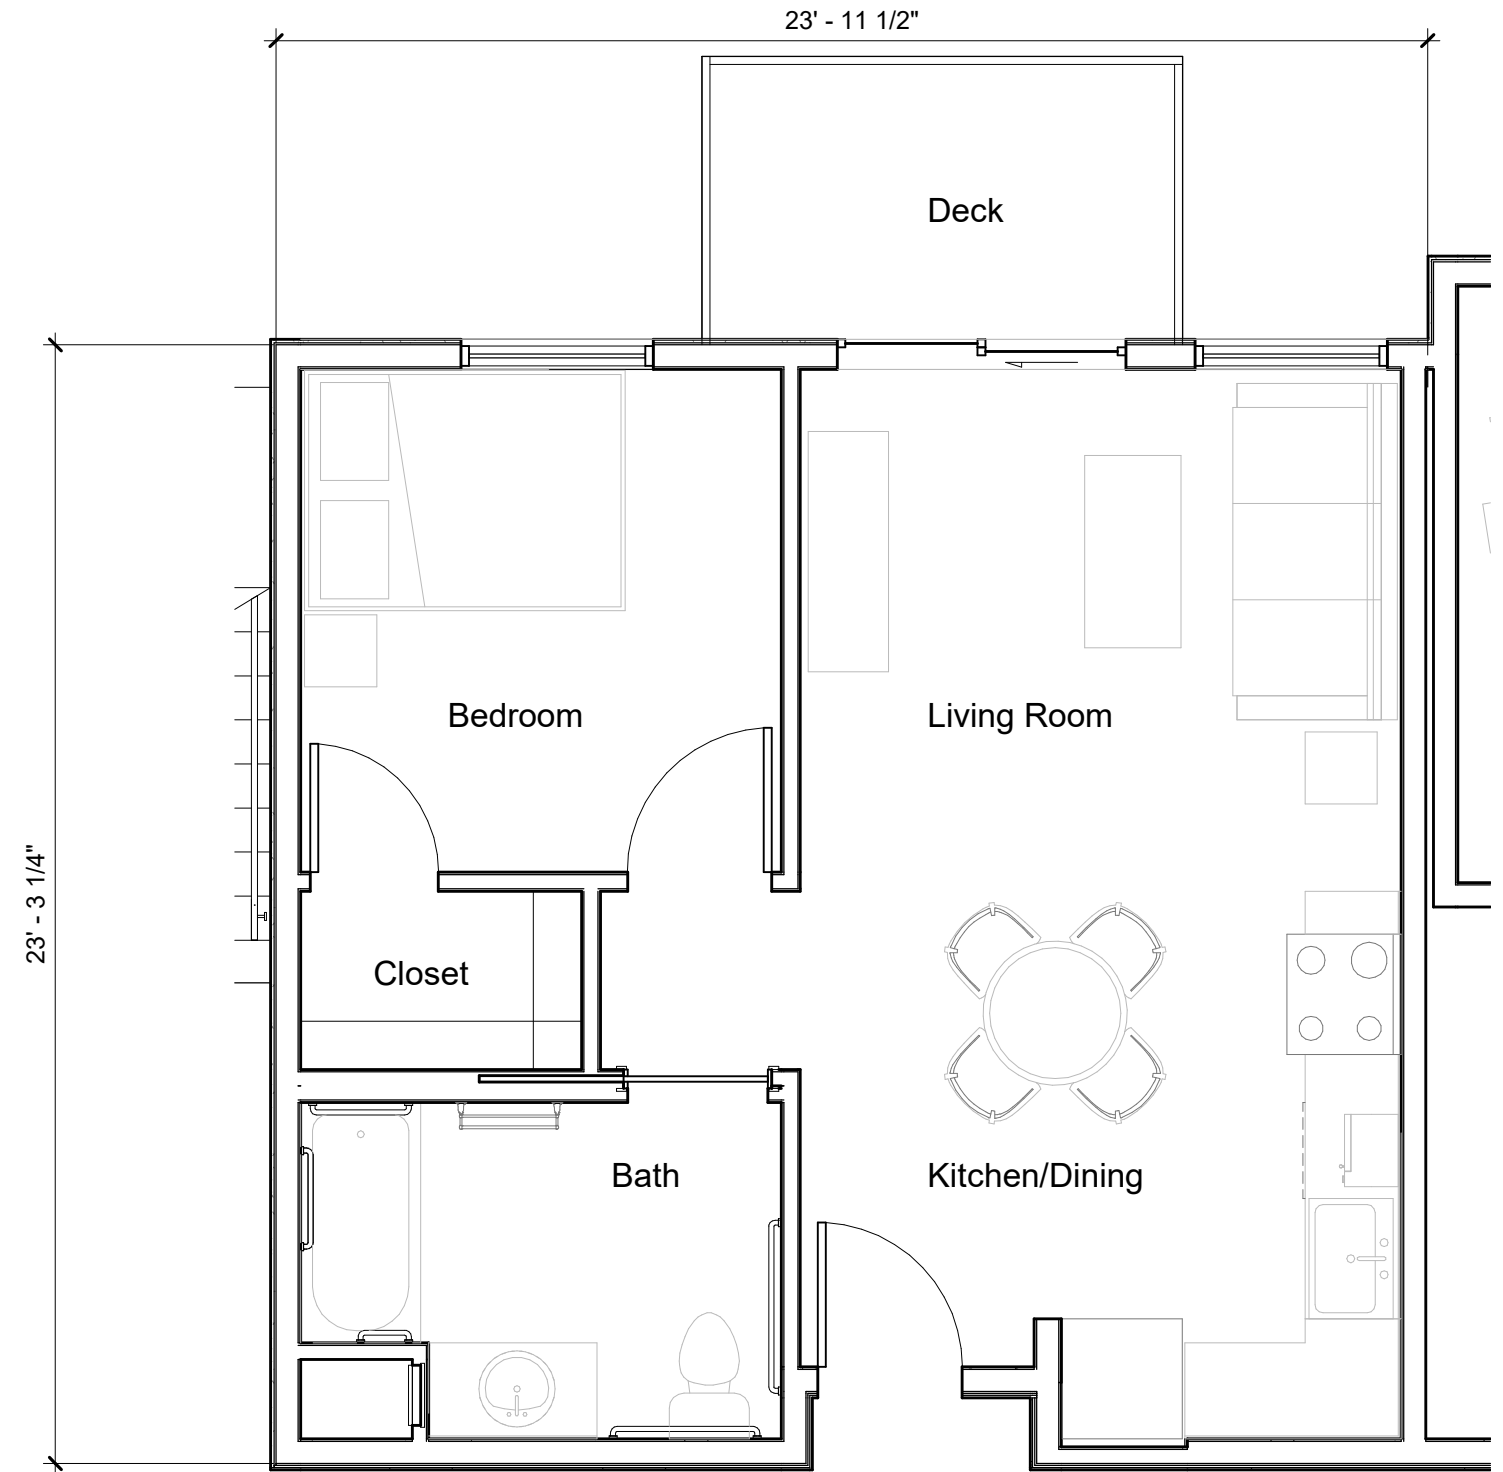 23' - 11 1/2"
Deck
Bedroom
Living Room
23' - 3 1/4"
Closet
Bath
Kitchen/Dining